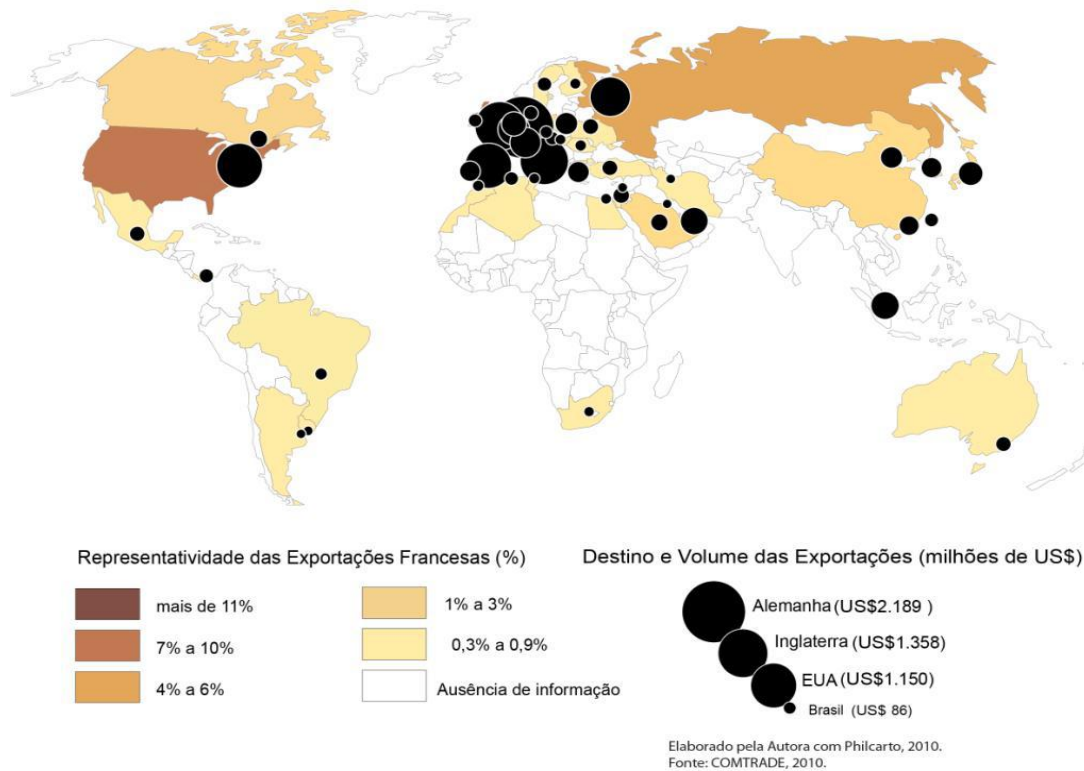 Representatividade das Exportações Francesas (%)
mais de 11%
7% a 10%
4% a 6%
1% a 3%
0,3% a 0,9%
Ausência de informação
Destino e Volume das Exportações (milhões de US$)
Alemanha (US$2.189 )
Inglaterra (US$1.358)
EUA (US$1.150)
Brasil (US$ 86)
Elaborado pela Autora com Philcarto, 2010.
Fonte: COMTRADE, 2010.